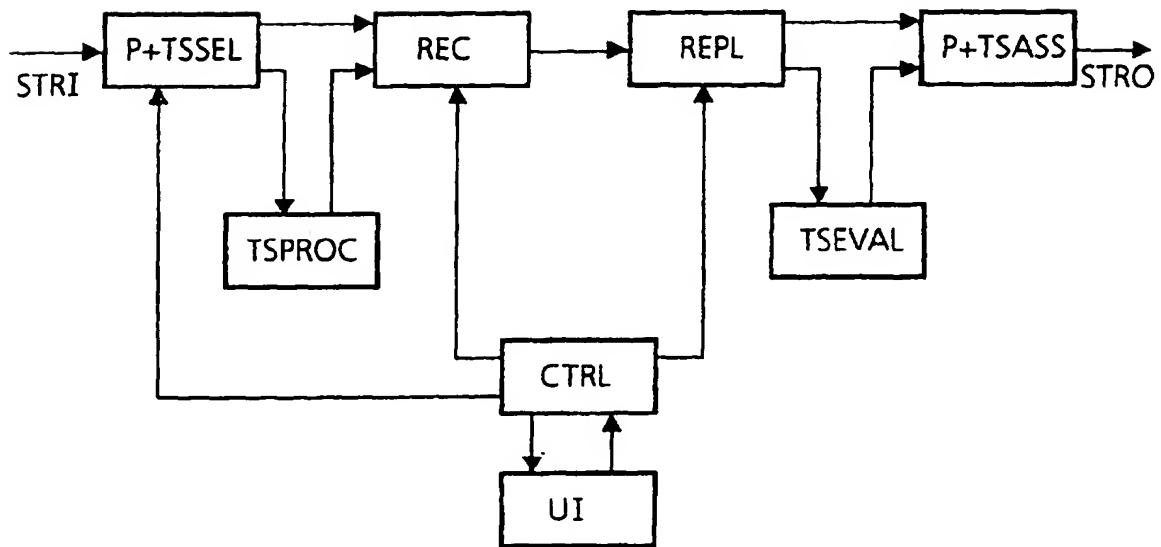 P+TSSEL
REC
REPL
P+TSASS
STRI
STRO
TSPROC
TSEVAL
CTRL
UI